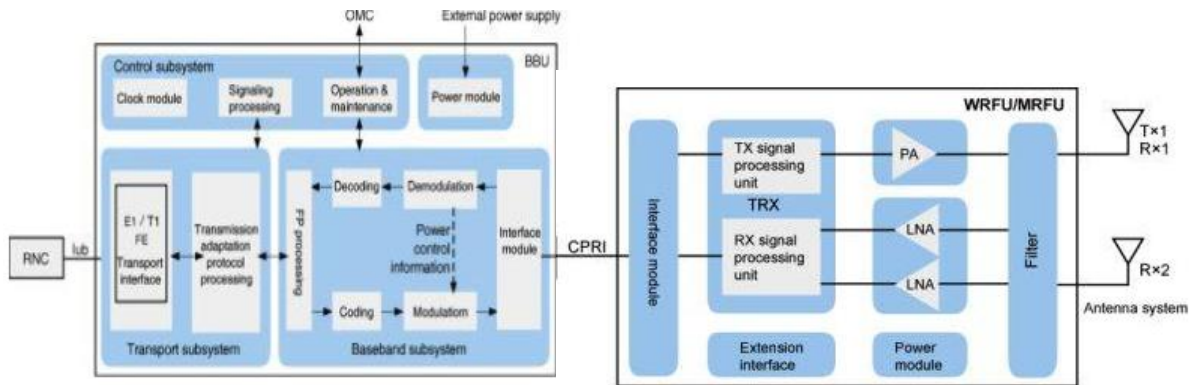 OMC
External power supply
BBU
Control subsystem
Clock module
Signaling
processing
Operation &
maintenance
Power module
RNC
Iub
E1 / T1
FE
Transport
interface
Transmission
adaptation
protocol
processing
Transport subsystem
FP processing
Decoding
Demodulation
Power
control
information
Coding
Modulatiom
Interface
module
Baseband subsystem
CPRI
WRFU/MRFU
Interface module
TX signal
processing
unit
TRX
RX signal
processing
unit
PA
LNA
LNA
Filter
Extension
interface
Power
module
T×1
R×1
R×2
Antenna system